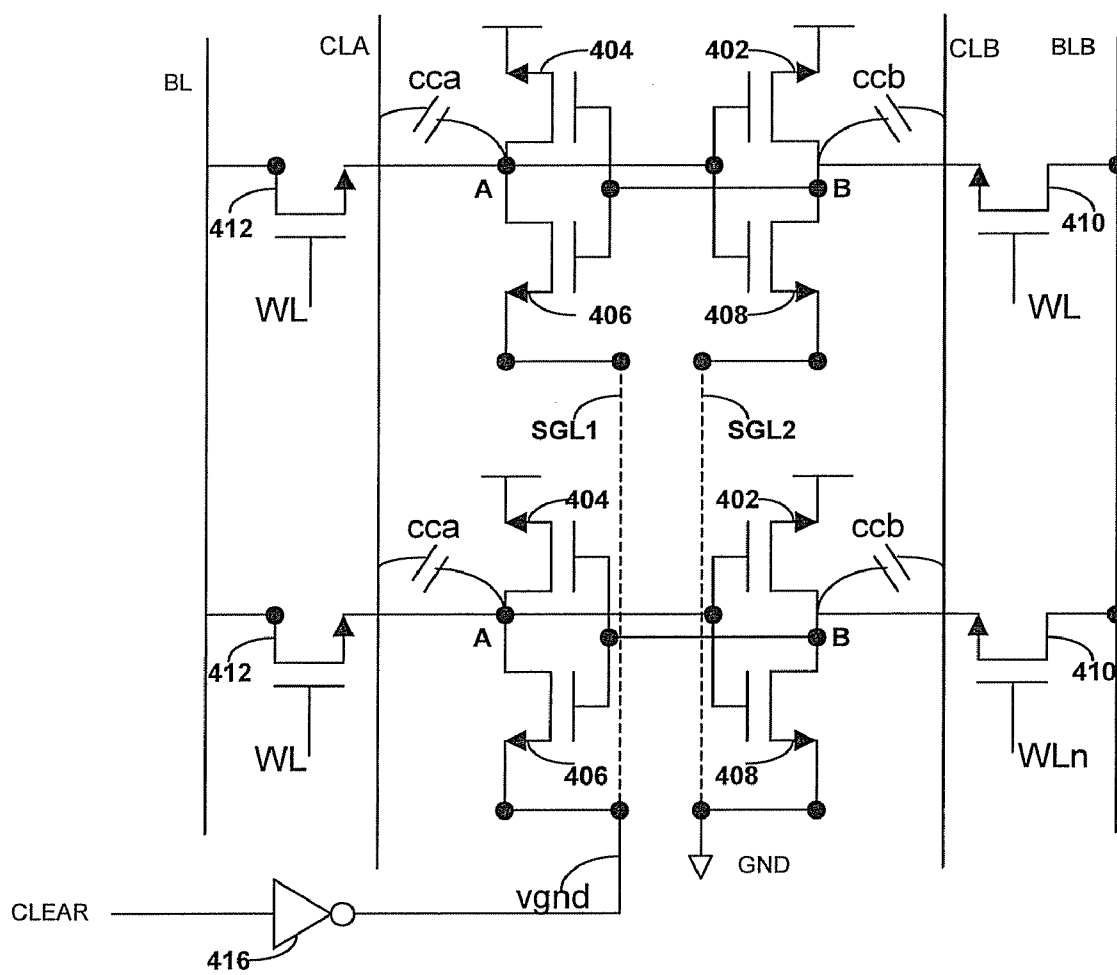 CLA
404
402
CLB
BLB
BL
cca
ccb
A
B
412
410
WL
WL
406
408
SGL1
SGL2
404
402
cca
ccb
A
B
412
410
WL
WLn
406
408
GND
vgnd
CLEAR
416